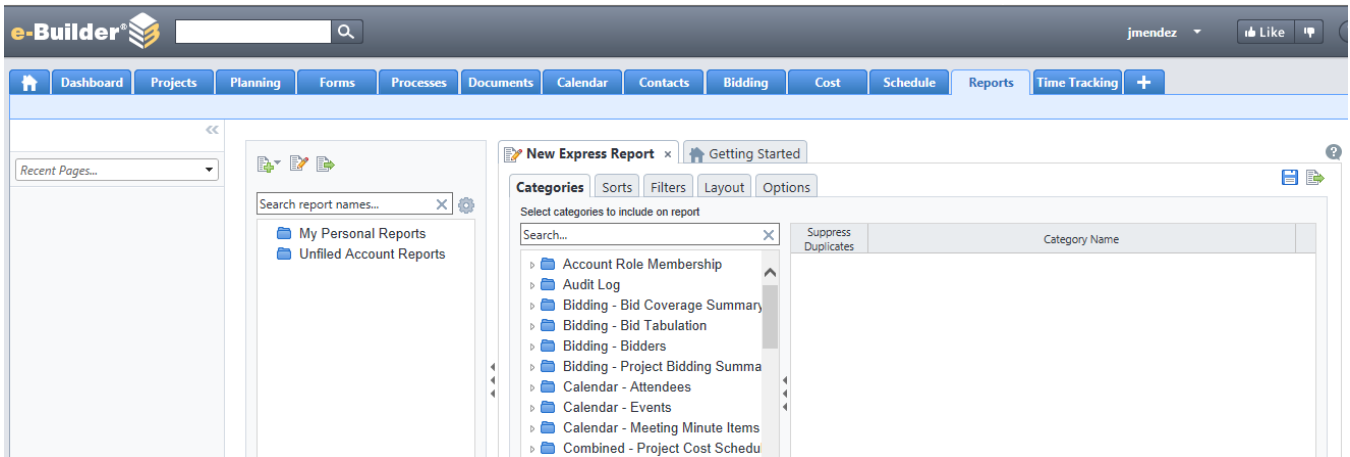 e-Builder®
jmendez
Like
Dashboard Projects Planning Forms Processes Documents Calendar Contacts Bidding Cost Schedule Reports Time Tracking +
Recent Pages...
Search report names...
My Personal Reports
Unfiled Account Reports
New Express Report × Getting Started
Categories Sorts Filters Layout Options
Select categories to include on report
Search...
Account Role Membership
Audit Log
Bidding - Bid Coverage Summary
Bidding - Bid Tabulation
Bidding - Bidders
Bidding - Project Bidding Summa
Calendar - Attendees
Calendar - Events
Calendar - Meeting Minute Items
Combined - Project Cost Schedu
Suppress
Duplicates
Category Name